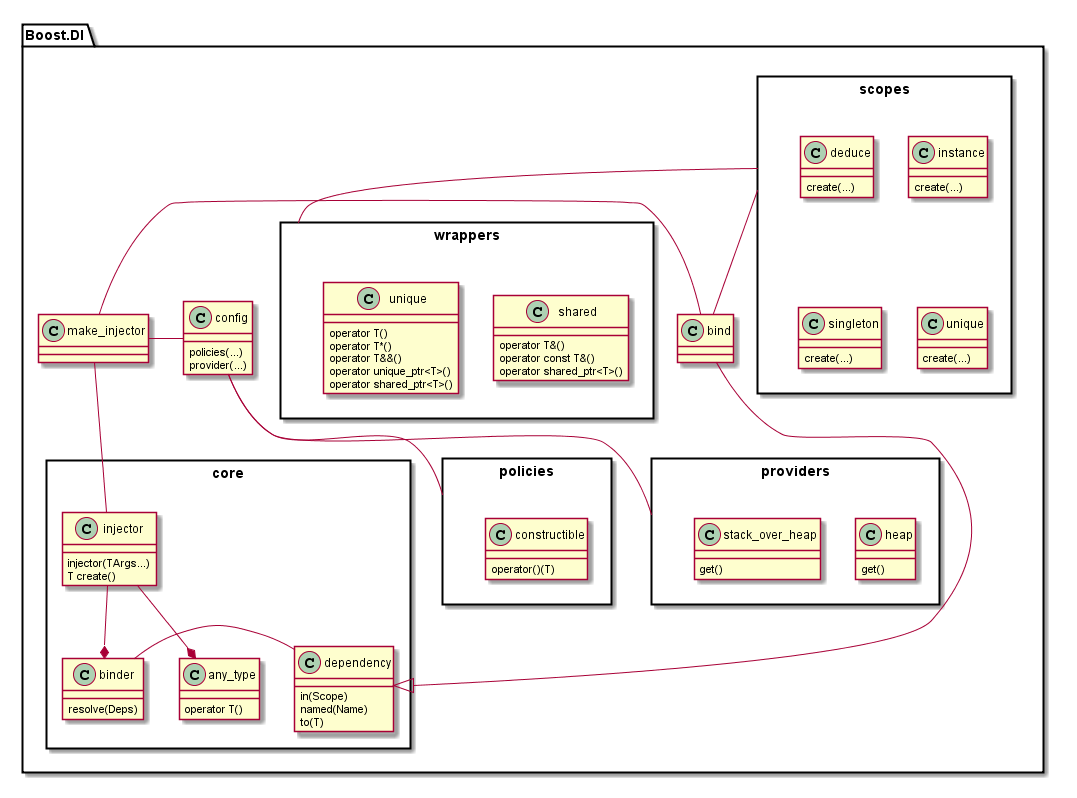 Boost.DI
scopes
C deduce
create(...)
C instance
create(...)
C singleton
create(...)
C unique
create(...)
wrappers
C unique
operator T()
operator T*()
operator T&&()
operator unique_ptr<T>()
operator shared_ptr<T>()
C shared
operator T&()
operator const T&()
operator shared_ptr<T>()
C make_injector
C config
policies(...)
provider(...)
C bind
core
C injector
injector(TArgs...)
T create()
C binder
resolve(Deps)
C any_type
operator T()
C dependency
in(Scope)
named(Name)
to(T)
policies
C constructible
operator()(T)
providers
C stack_over_heap
get()
C heap
get()